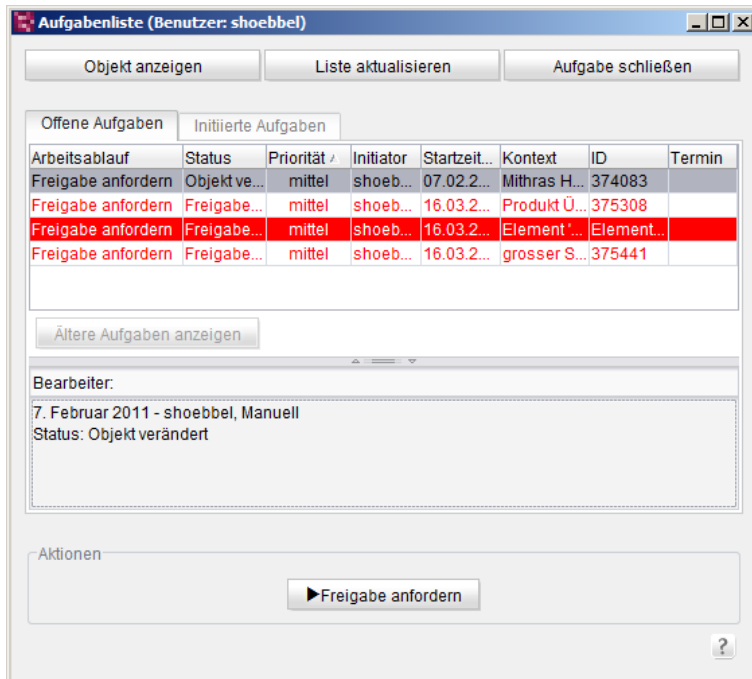 Aufgabenliste (Benutzer: shoebbel)
Objekt anzeigen Liste aktualisieren Aufgabe schließen
Offene Aufgaben Initiierte Aufgaben
Arbeitsablauf Status Priorität Initiator Startzeit... Kontext ID Termin
Freigabe anfordern Objekt ve... mittel shoeb... 07.02.2... Mithras H... 374083
Freigabe anfordern Freigabe... mittel shoeb... 16.03.2... Produkt Ü... 375308
Freigabe anfordern Freigabe... mittel shoeb... 16.03.2... Element '... Element...
Freigabe anfordern Freigabe... mittel shoeb... 16.03.2... grosser S... 375441
Ältere Aufgaben anzeigen
Bearbeiter:
7. Februar 2011 - shoebbel, Manuell
Status: Objekt verändert
Aktionen
Freigabe anfordern
?